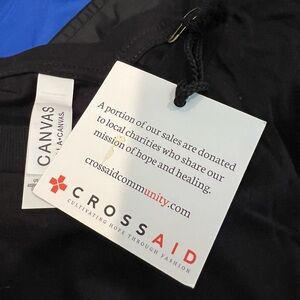 A portion of our sales are donated
to local charities who share our
mission of hope and healing.
crossaidcommunity.com
CROSSAID
CULTIVATING HOPE THROUGH FASHION
CANVAS